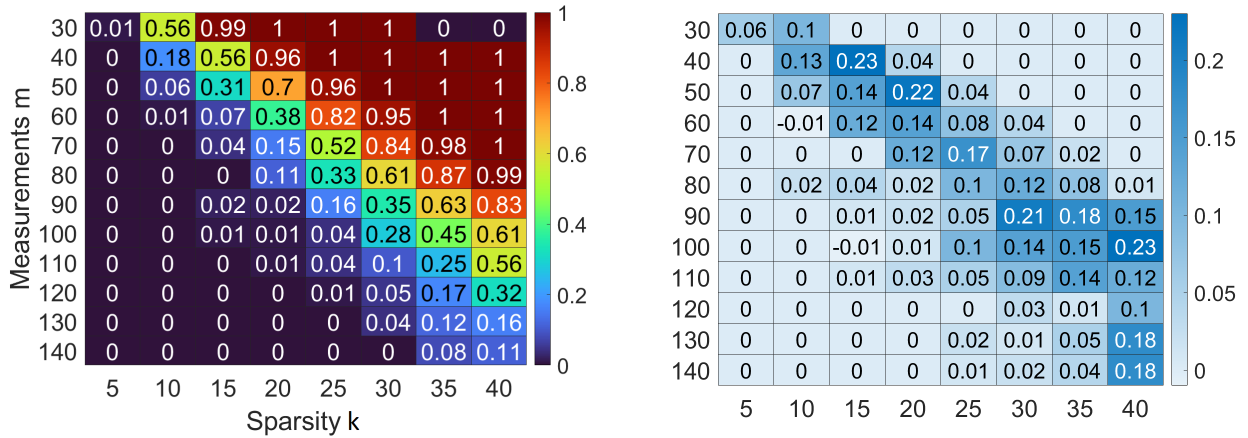 30 0.01 0.56 0.99 1 1 1 0 0 1
40 0 0.18 0.56 0.96 1 1 1 1
50 0 0.06 0.31 0.7 0.96 1 1 1 0.8
60 0 0.01 0.07 0.38 0.82 0.95 1 1
70 0 0 0.04 0.15 0.52 0.84 0.98 1 0.6
80 0 0 0 0.11 0.33 0.61 0.87 0.99
90 0 0 0.02 0.02 0.16 0.35 0.63 0.83
100 0 0 0.01 0.01 0.04 0.28 0.45 0.61 0.4
110 0 0 0 0.01 0.04 0.1 0.25 0.56
120 0 0 0 0 0.01 0.05 0.17 0.32 0.2
130 0 0 0 0 0 0.04 0.12 0.16
140 0 0 0 0 0 0 0.08 0.11 0
5 10 15 20 25 30 35 40
Sparsity k
Measurements m
30 0.06 0.1 0 0 0 0 0 0
40 0 0.13 0.23 0.04 0 0 0 0 0.2
50 0 0.07 0.14 0.22 0.04 0 0 0
60 0 -0.01 0.12 0.14 0.08 0.04 0 0
70 0 0 0 0.12 0.17 0.07 0.02 0 0.15
80 0 0.02 0.04 0.02 0.1 0.12 0.08 0.01
90 0 0 0.01 0.02 0.05 0.21 0.18 0.15 0.1
100 0 0 -0.01 0.01 0.1 0.14 0.15 0.23
110 0 0 0.01 0.03 0.05 0.09 0.14 0.12 0.05
120 0 0 0 0 0 0.03 0.01 0.1
130 0 0 0 0 0.02 0.01 0.05 0.18
140 0 0 0 0 0.01 0.02 0.04 0.18 0
5 10 15 20 25 30 35 40